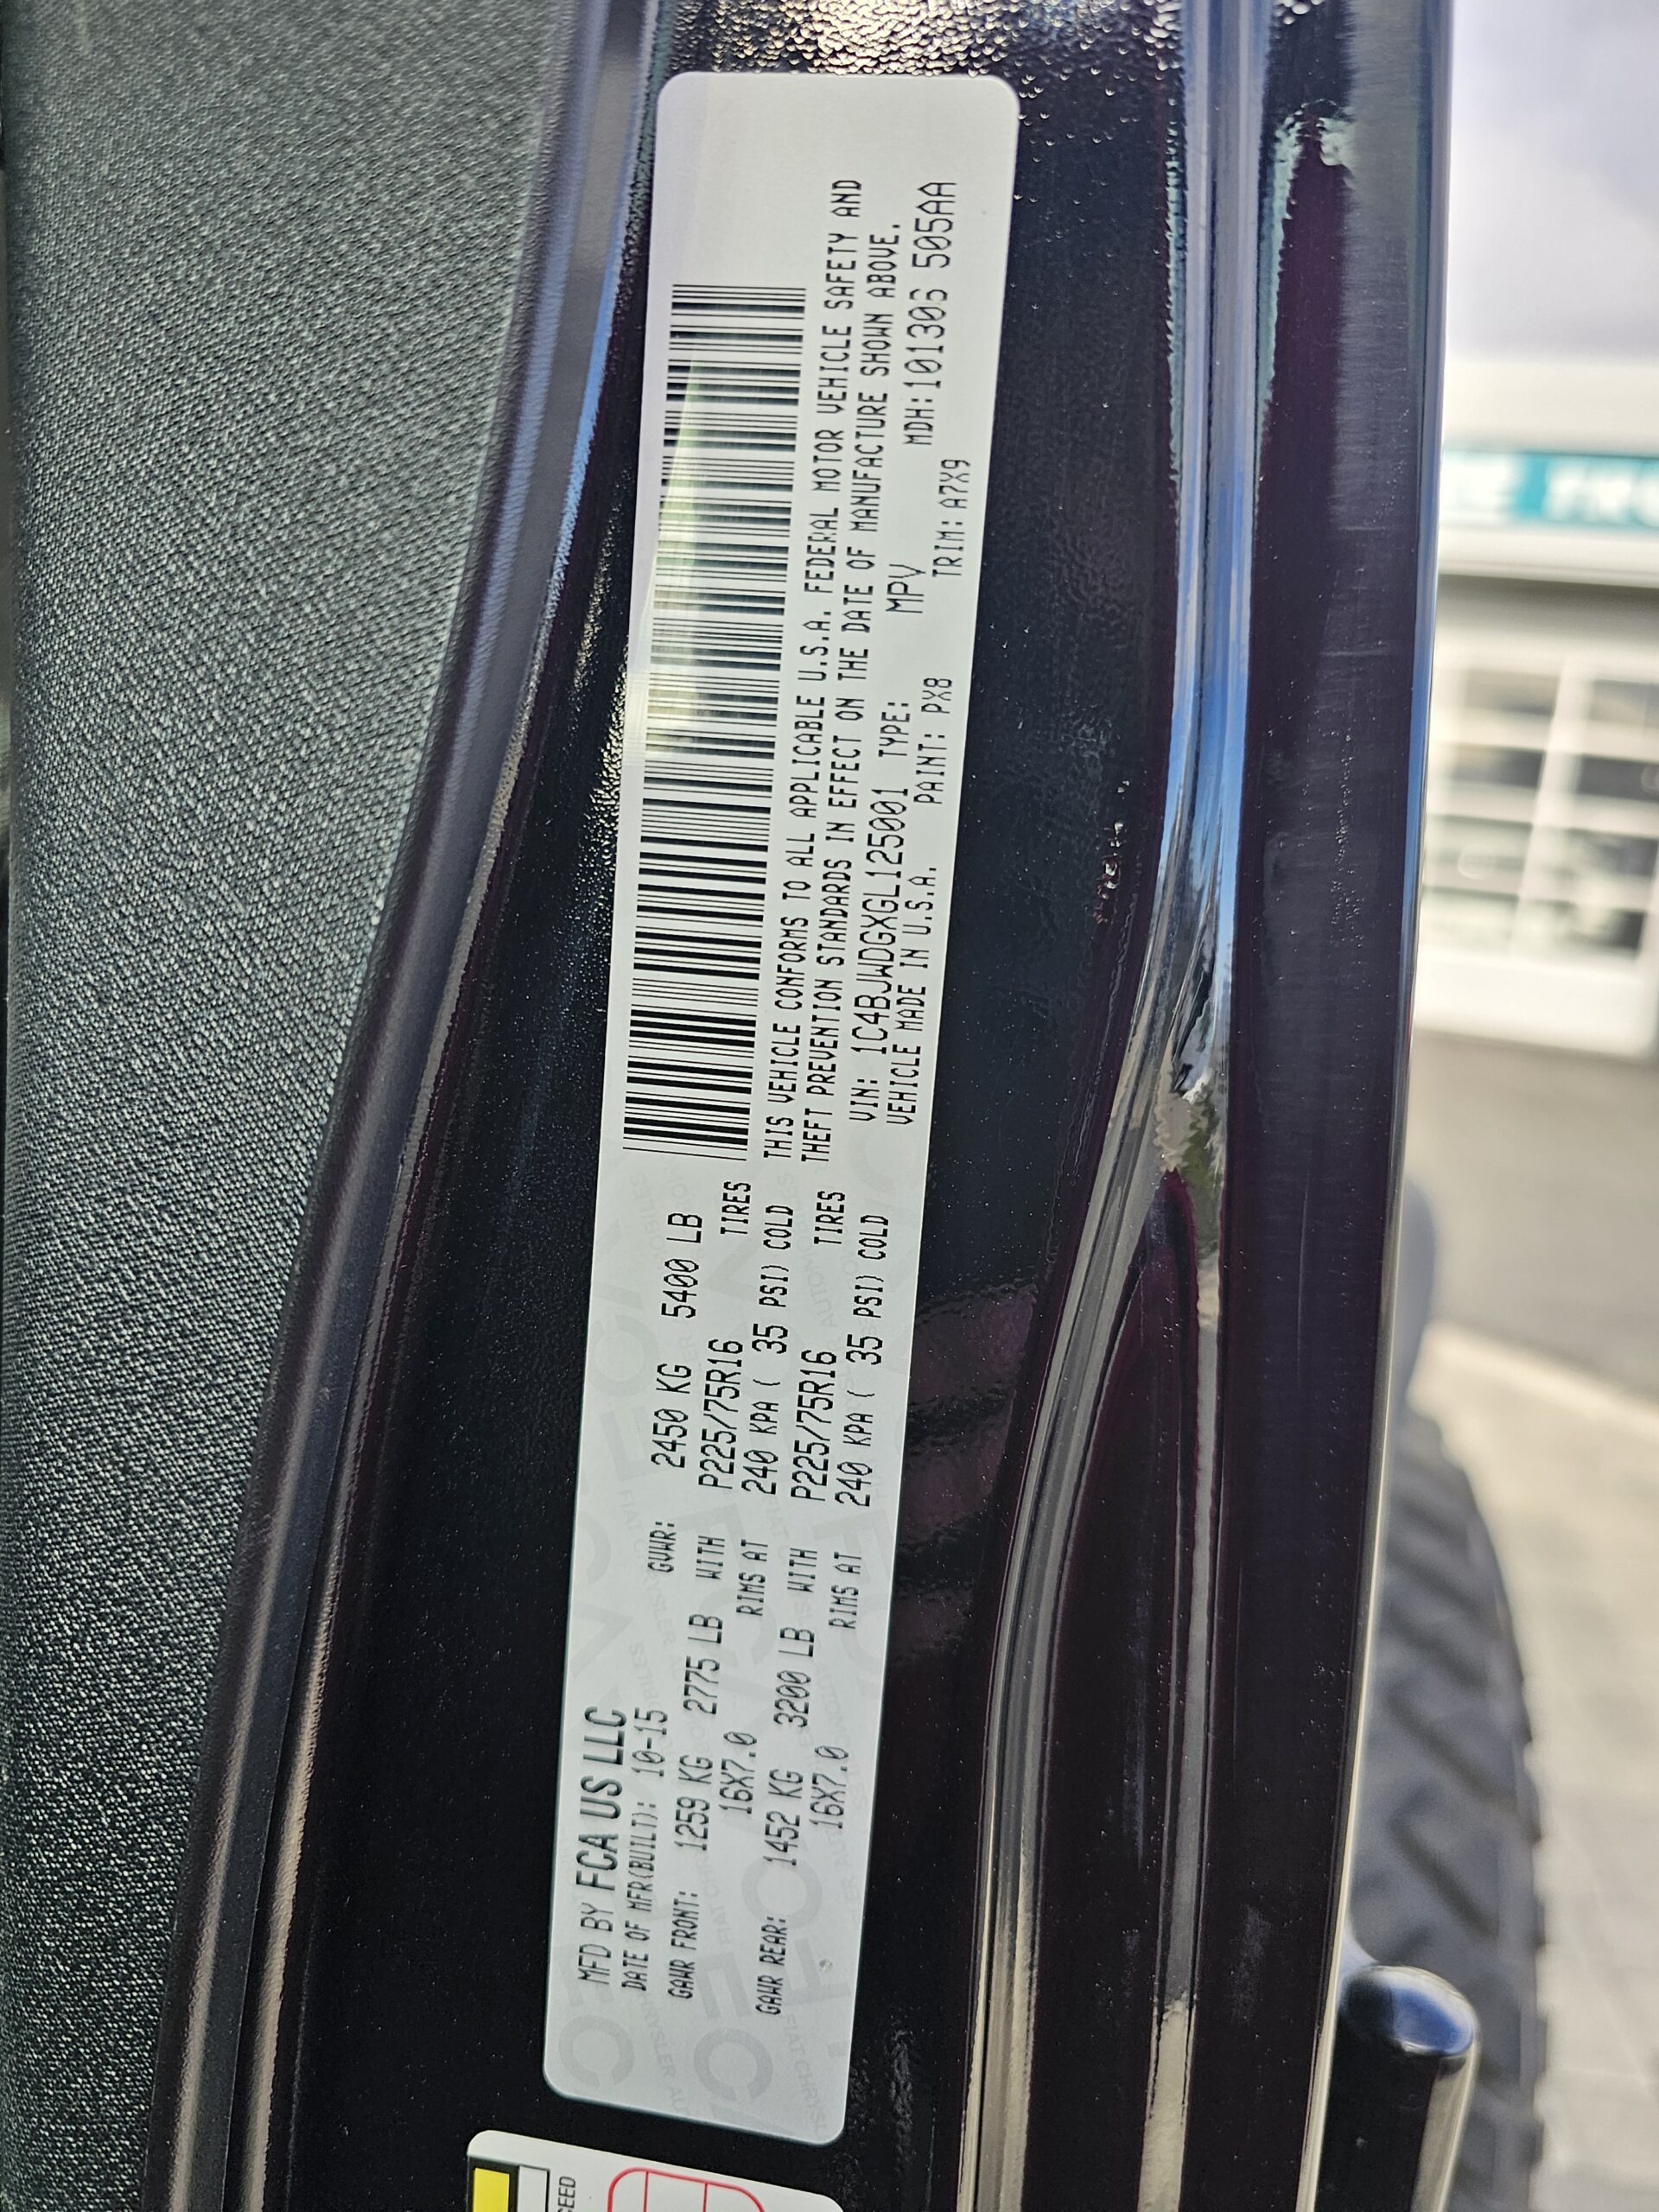 MFD BY FCA US LLC
DATE OF MFR(BUILT): 10-15 GVWR: 2450 KG 5400 LB
GAWR FRONT: 1259 KG 2775 LB WITH P225/75R16 TIRES
16X7.0 RIMS AT 240 KPA ( 35 PSI) COLD
GAWR REAR: 1452 KG 3200 LB WITH P225/75R16 TIRES
16X7.0 RIMS AT 240 KPA ( 35 PSI) COLD
THIS VEHICLE CONFORMS TO ALL APPLICABLE U.S.A. FEDERAL MOTOR VEHICLE SAFETY AND
THEFT PREVENTION STANDARDS IN EFFECT ON THE DATE OF MANUFACTURE SHOWN ABOVE.
VIN: 1C4BJWDGXGL125001 TYPE: MPV MDH:101306 505AA
VEHICLE MADE IN U.S.A. PAINT: PX8 TRIM: A7X9